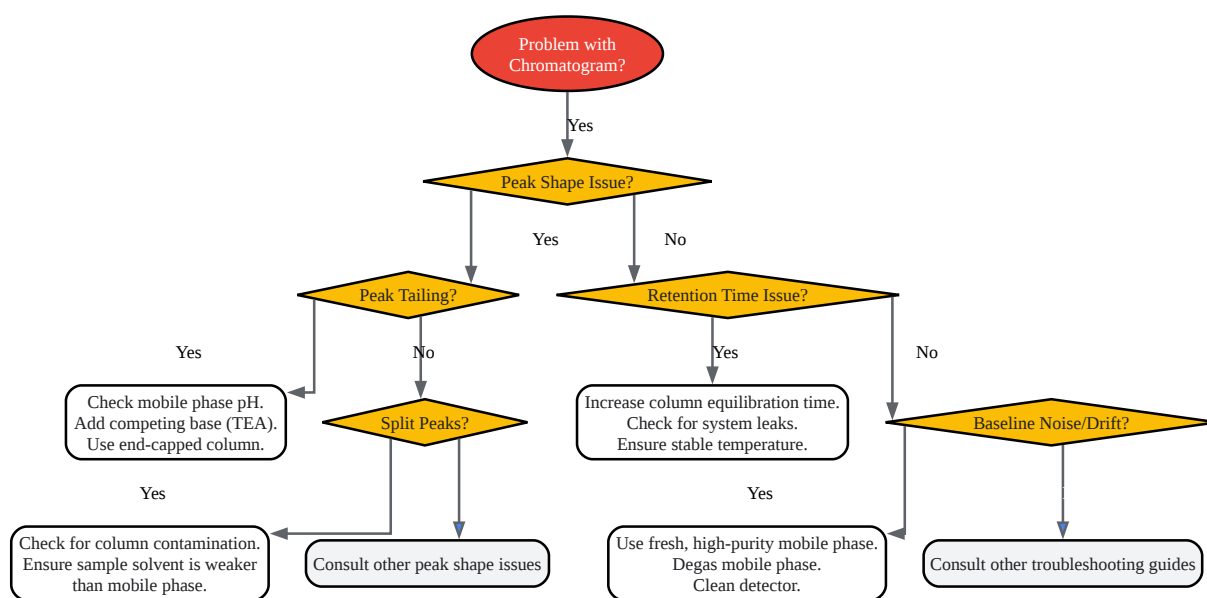 Problem with
Chromatogram?
Yes
Peak Shape Issue?
Yes
No
Peak Tailing?
Retention Time Issue?
Yes
No
Yes
No
Check mobile phase pH.
Add competing base (TEA).
Use end-capped column.
Split Peaks?
Increase column equilibration time.
Check for system leaks.
Ensure stable temperature.
Baseline Noise/Drift?
Yes
Yes
Check for column contamination.
Ensure sample solvent is weaker
than mobile phase.
Consult other peak shape issues
Use fresh, high-purity mobile phase.
Degas mobile phase.
Clean detector.
Consult other troubleshooting guides